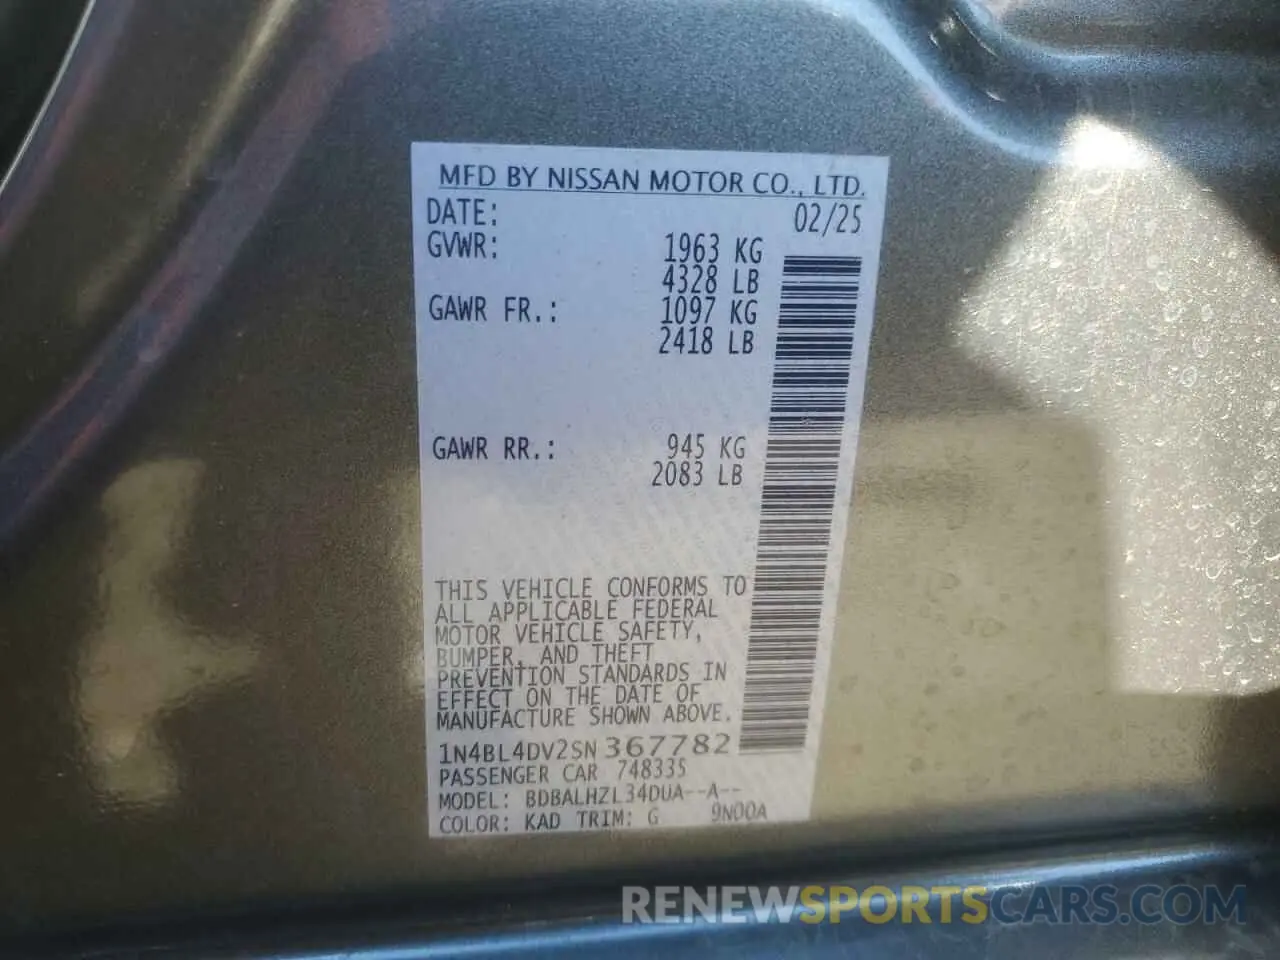 MFD BY NISSAN MOTOR CO., LTD.
DATE: 02/25
GVWR: 1963 KG
4328 LB
GAWR FR.: 1097 KG
2418 LB
GAWR RR.: 945 KG
2083 LB
THIS VEHICLE CONFORMS TO
ALL APPLICABLE FEDERAL
MOTOR VEHICLE SAFETY,
BUMPER, AND THEFT
PREVENTION STANDARDS IN
EFFECT ON THE DATE OF
MANUFACTURE SHOWN ABOVE.
1N4BL4DV2SN367782
PASSENGER CAR 748335
MODEL: BDBALHZL34DUA--A--
COLOR: KAD TRIM: G 9N00A
RENEWSPORTSCARS.COM